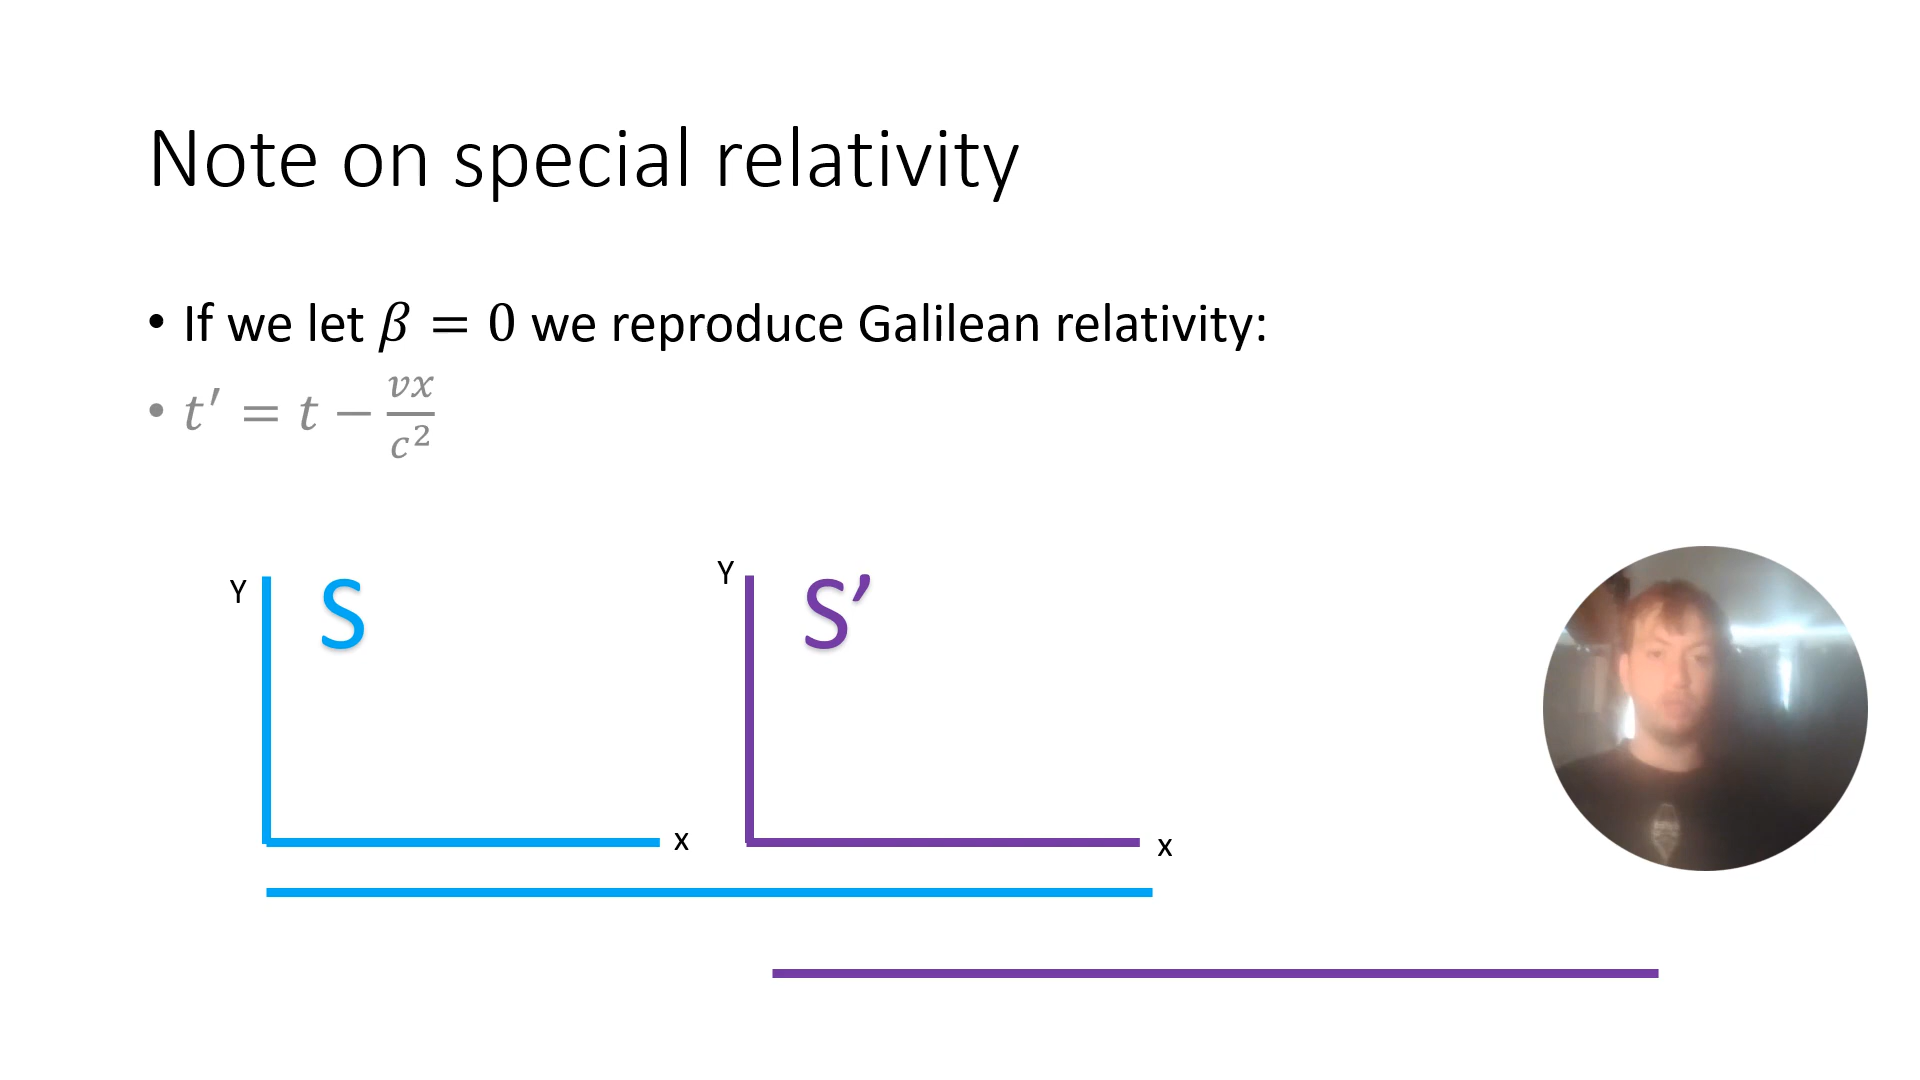 Note on special relativity
• If we let 𝛽 = 0 we reproduce Galilean relativity:
• 𝑡′ = 𝑡 − 𝑣𝑥/𝑐²
Y S
Y S’
x
x